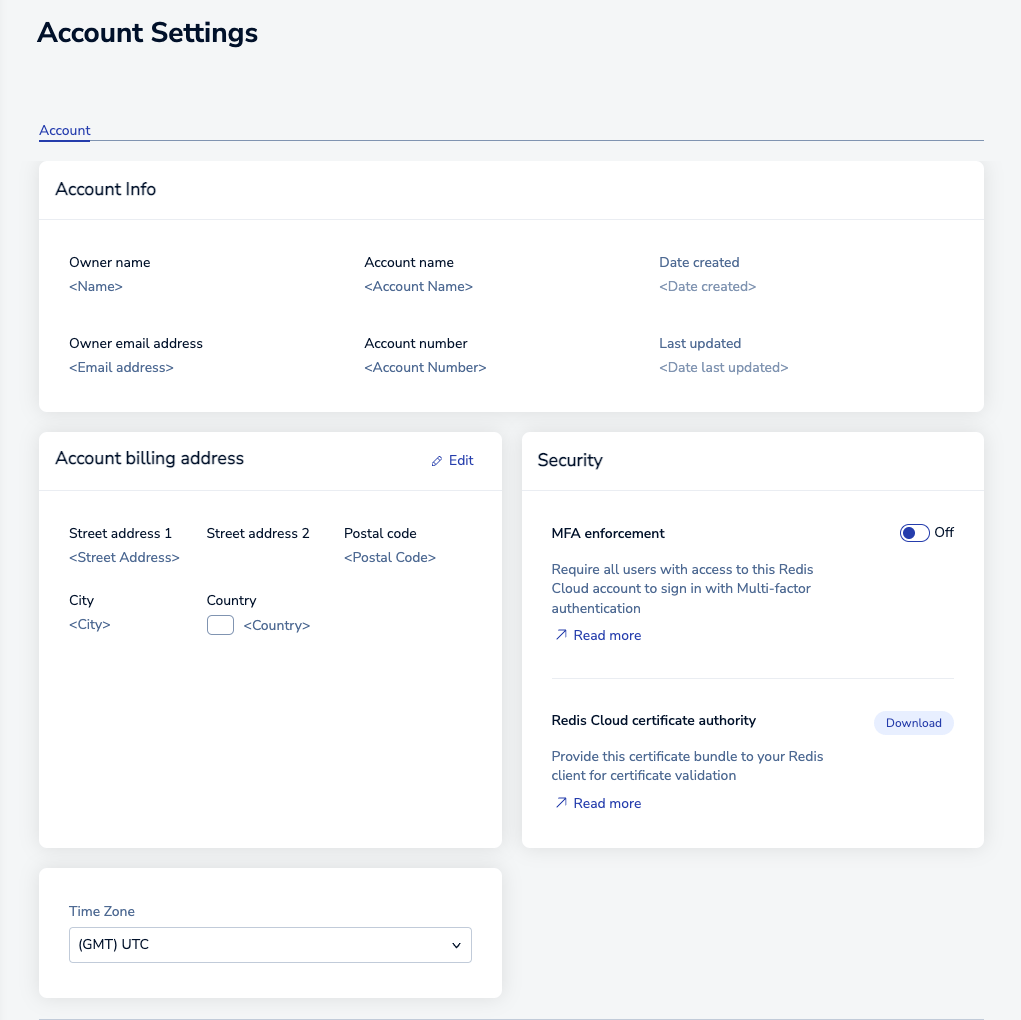 Account Settings
Account
Account Info
Owner name
<Name>
Account name
<Account Name>
Date created
<Date created>
Owner email address
<Email address>
Account number
<Account Number>
Last updated
<Date last updated>
Account billing address
Edit
Street address 1
<Street Address>
Street address 2
Postal code
<Postal Code>
City
<City>
Country
<Country>
Security
MFA enforcement
Off
Require all users with access to this Redis
Cloud account to sign in with Multi-factor
authentication
Read more
Redis Cloud certificate authority
Download
Provide this certificate bundle to your Redis
client for certificate validation
Read more
Time Zone
(GMT) UTC